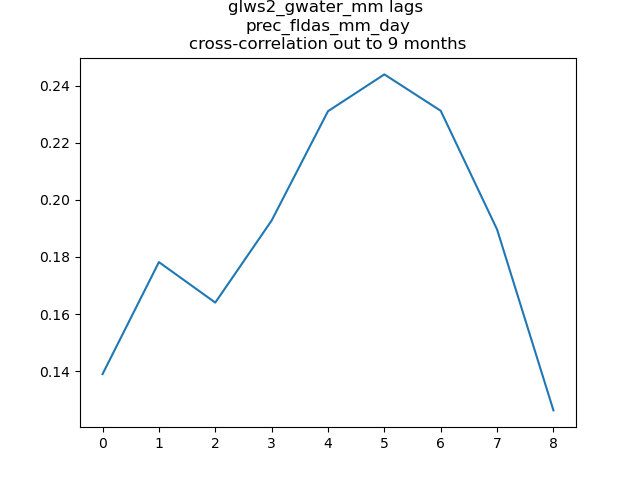 glws2_gwater_mm lags
prec_fldas_mm_day
cross-correlation out to 9 months
0.24
0.22
0.20
0.18
0.16
0.14
0 1 2 3 4 5 6 7 8